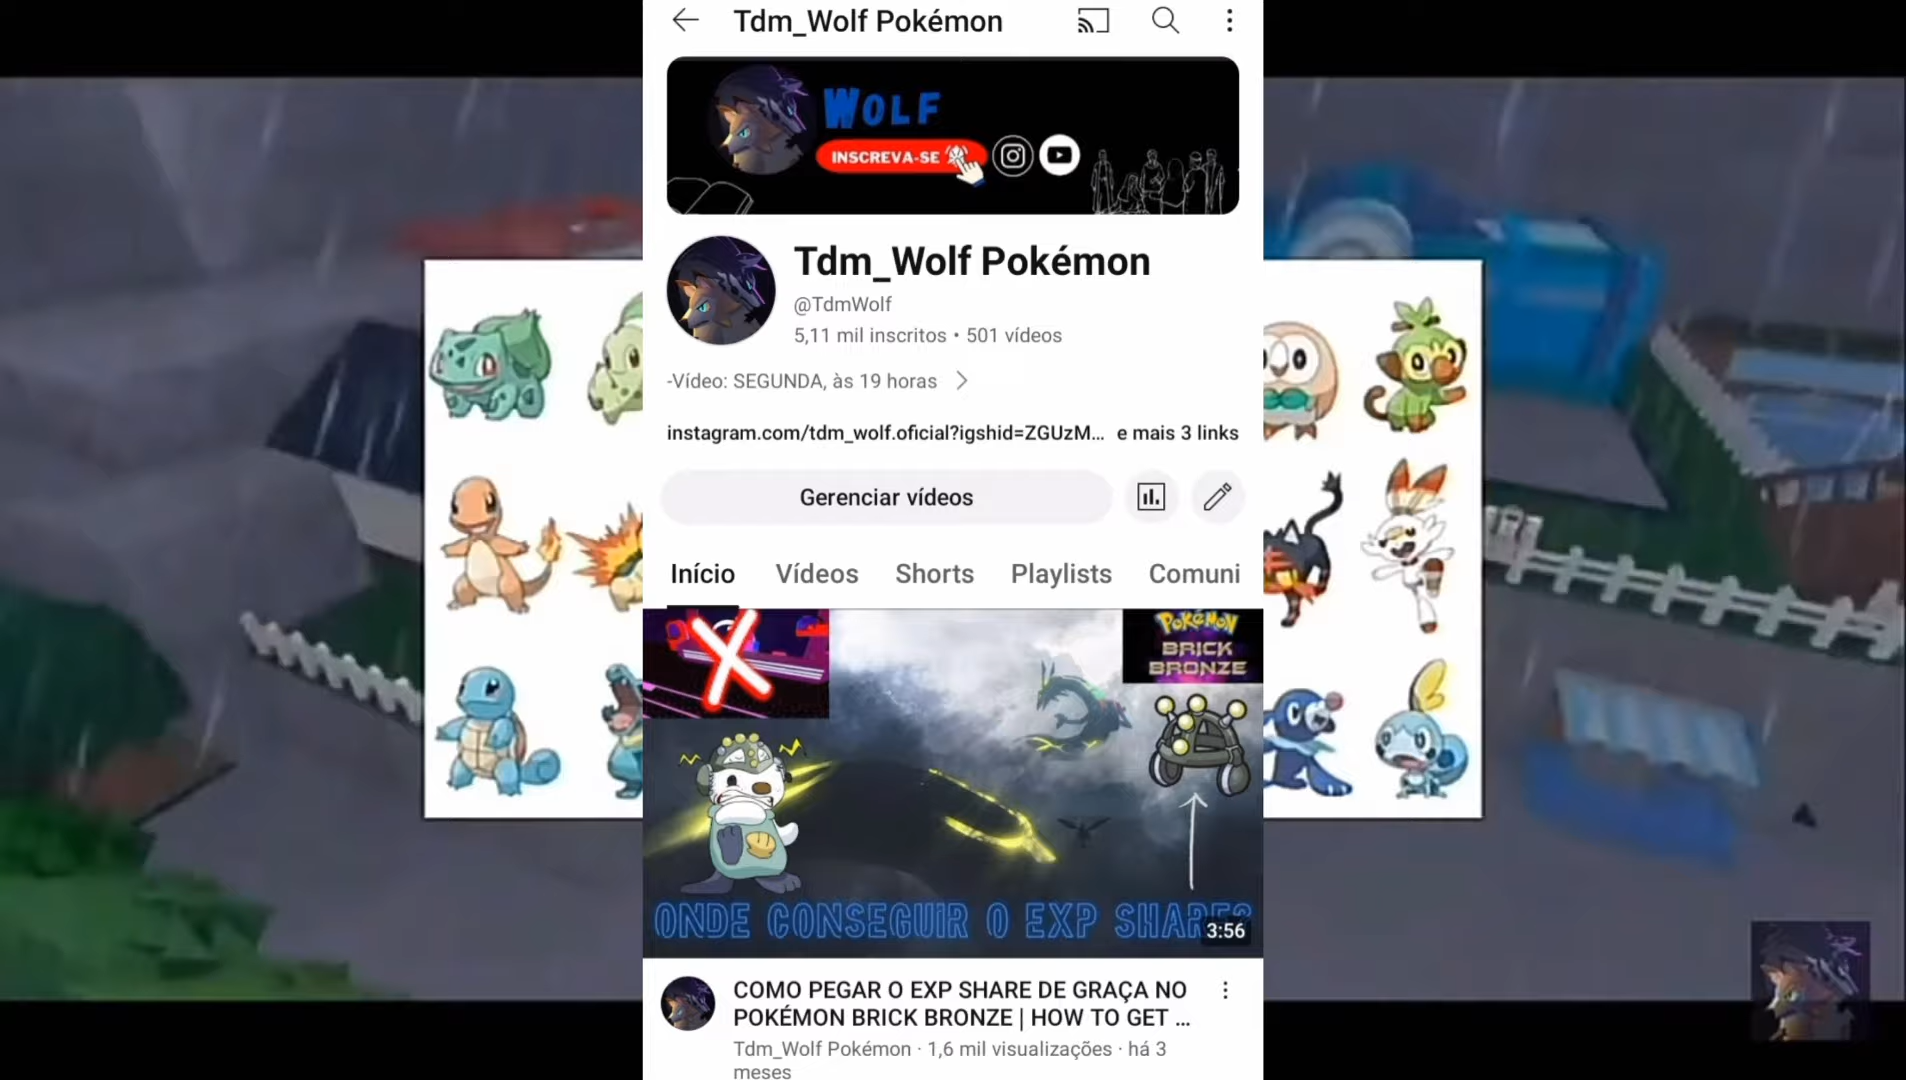 Tdm_Wolf Pokémon
WOLF
INSCREVA-SE
Tdm_Wolf Pokémon
@TdmWolf
5,11 mil inscritos • 501 vídeos
-Vídeo: SEGUNDA, às 19 horas
instagram.com/tdm_wolf.oficial?igshid=ZGUzM... e mais 3 links
Gerenciar vídeos
Início Vídeos Shorts Playlists Comuni
POKéMON
BRICK
BRONZE
ONDE CONSEGUIR O EXP SHARE?
3:56
COMO PEGAR O EXP SHARE DE GRAÇA NO
POKÉMON BRICK BRONZE | HOW TO GET ...
Tdm_Wolf Pokémon · 1,6 mil visualizações · há 3
meses